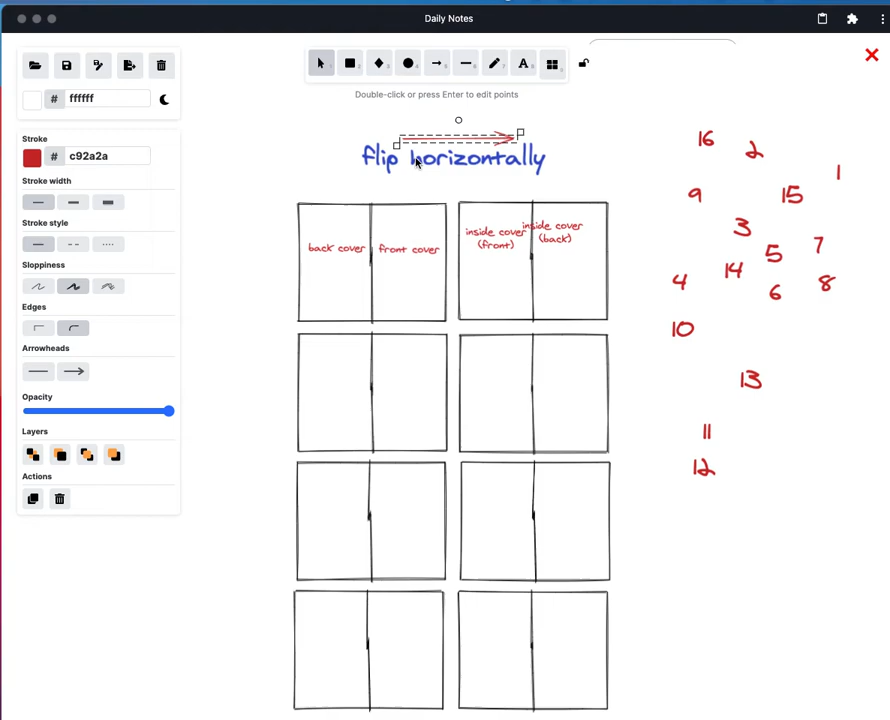 Daily Notes
# ffffff
Double-click or press Enter to edit points
Stroke
# c92a2a
Stroke width
Stroke style
Sloppiness
Edges
Arrowheads
Opacity
Layers
Actions
A
flip horizontally
back cover
front cover
inside cover
(front)
inside cover
(back)
16
2
1
9
15
3
7
5
14
4
8
6
10
13
11
12